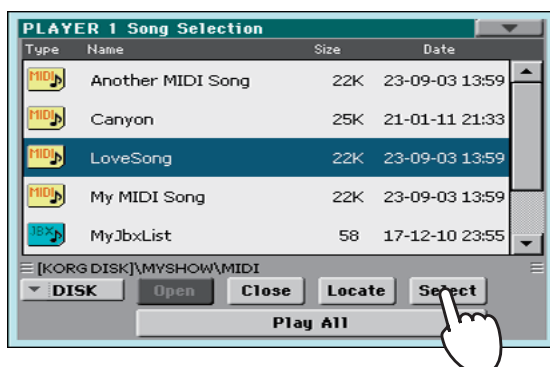 PLAYER 1 Song Selection
Type Name Size Date
MIDI Another MIDI Song 22K 23-09-03 13:59
MIDI Canyon 25K 21-01-11 21:33
MIDI LoveSong 22K 23-09-03 13:59
MIDI My MIDI Song 22K 23-09-03 13:59
JBX MyJbxList 58 17-12-10 23:55
[KORG DISK]\MYSHOW\MIDI
DISK Open Close Locate Select
Play All